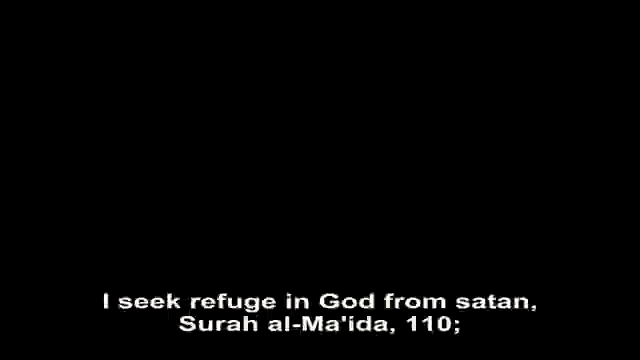 I seek refuge in God from satan,
Surah al-Ma'ida, 110;